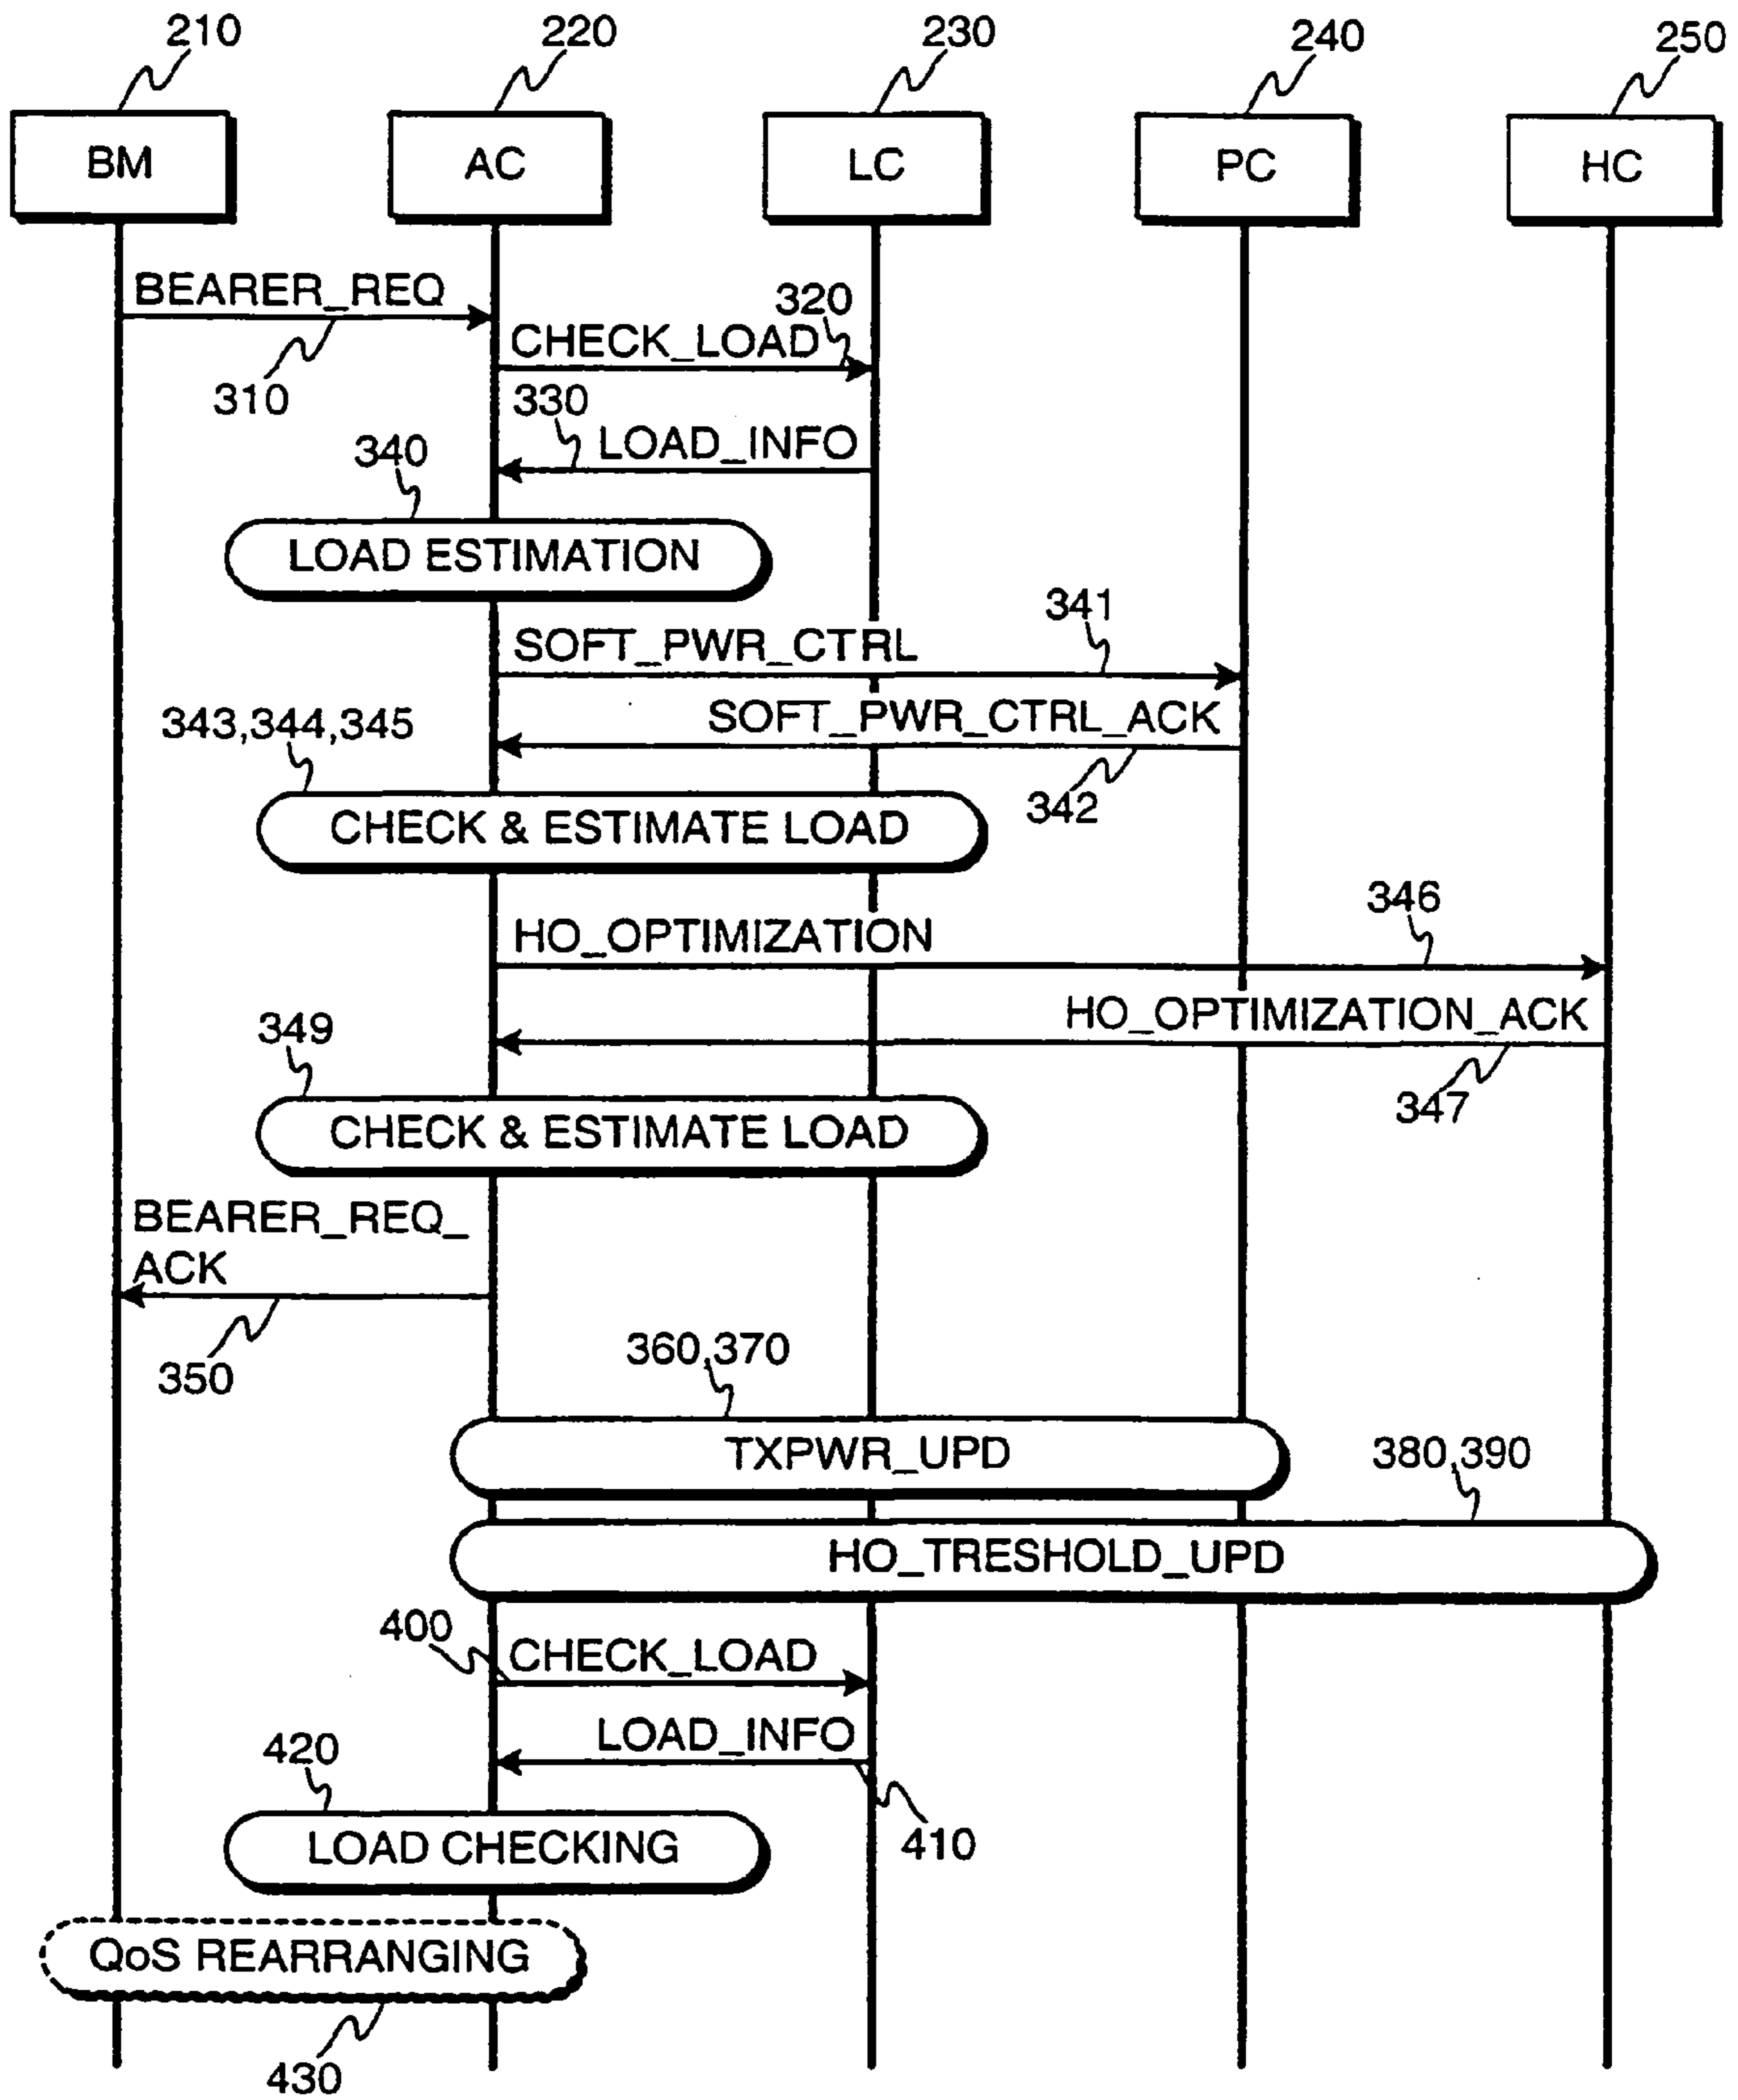 210
220
230
240
250
BM
AC
LC
PC
HC
BEARER_REQ
310
320
CHECK_LOAD
330
LOAD_INFO
340
LOAD ESTIMATION
341
SOFT_PWR_CTRL
343,344,345
SOFT_PWR_CTRL_ACK
342
CHECK & ESTIMATE LOAD
346
HO_OPTIMIZATION
HO_OPTIMIZATION_ACK
349
347
CHECK & ESTIMATE LOAD
BEARER_REQ_
ACK
350
360,370
TXPWR_UPD
380,390
HO_TRESHOLD_UPD
400
CHECK_LOAD
LOAD_INFO
420
410
LOAD CHECKING
QoS REARRANGING
430